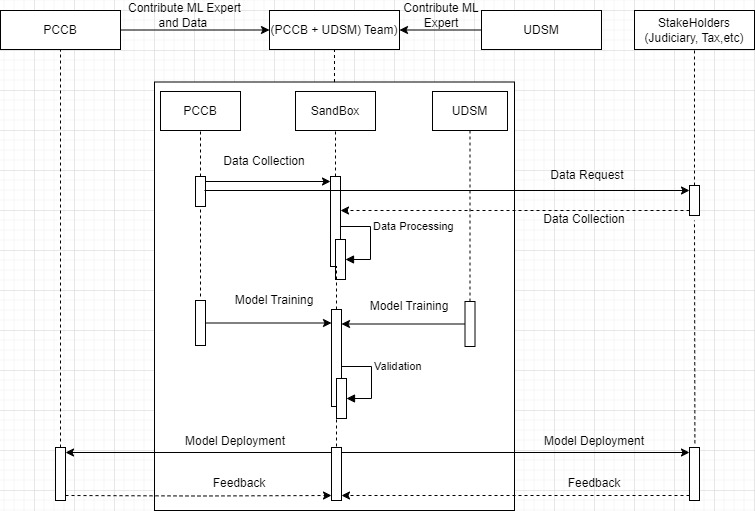 PCCB
Contribute ML Expert
and Data
(PCCB + UDSM) Team)
Contribute ML
Expert
UDSM
StakeHolders
(Judiciary, Tax,etc)
PCCB
SandBox
UDSM
Data Collection
Data Request
Data Collection
Data Processing
Model Training
Model Training
Validation
Model Deployment
Model Deployment
Feedback
Feedback